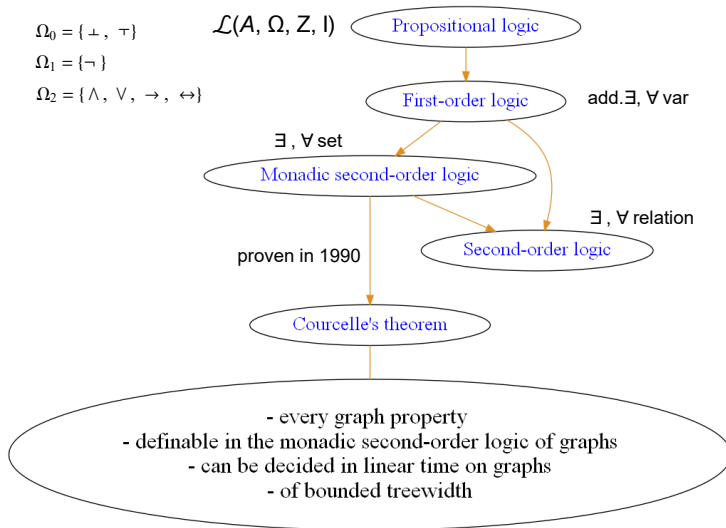 Ω₀ = {⊥, ⊤}
Ω₁ = {¬}
Ω₂ = {∧, ∨, →, ↔}
ℒ(A, Ω, Z, I)
Propositional logic
First-order logic
add.∃, ∀ var
∃ , ∀ set
Monadic second-order logic
∃ , ∀ relation
Second-order logic
proven in 1990
Courcelle's theorem
- every graph property
- definable in the monadic second-order logic of graphs
- can be decided in linear time on graphs
- of bounded treewidth